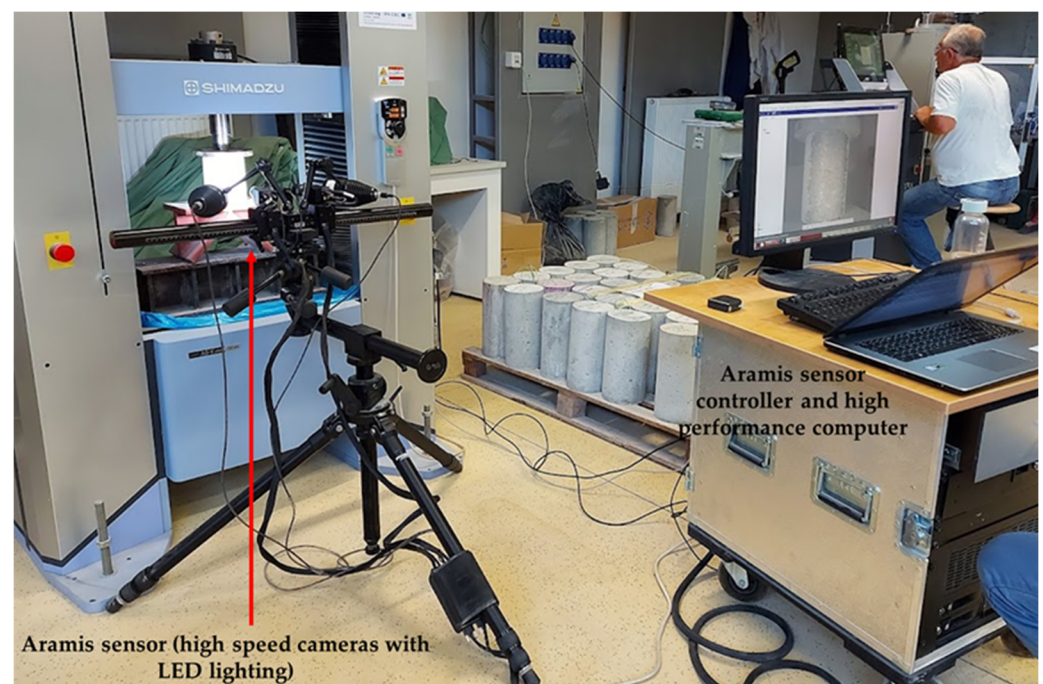 SHIMADZU
Aramis sensor
controller and high
performance computer
Aramis sensor (high speed cameras with
LED lighting)